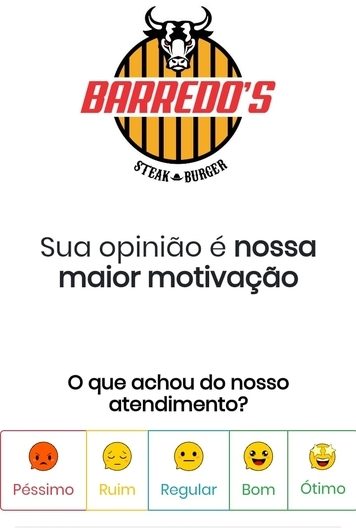 BARREDO'S
STEAK BURGER
Sua opinião é nossa
maior motivação
O que achou do nosso
atendimento?
Péssimo Ruim Regular Bom Ótimo